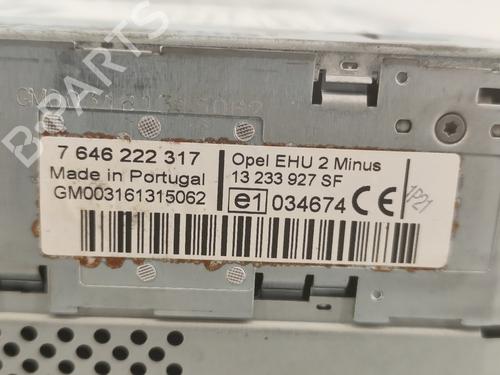 B-PARTS
7 646 222 317
Made in Portugal
GM003161315062
Opel EHU 2 Minus
13 233 927 SF
e1 034674 CE
1P21